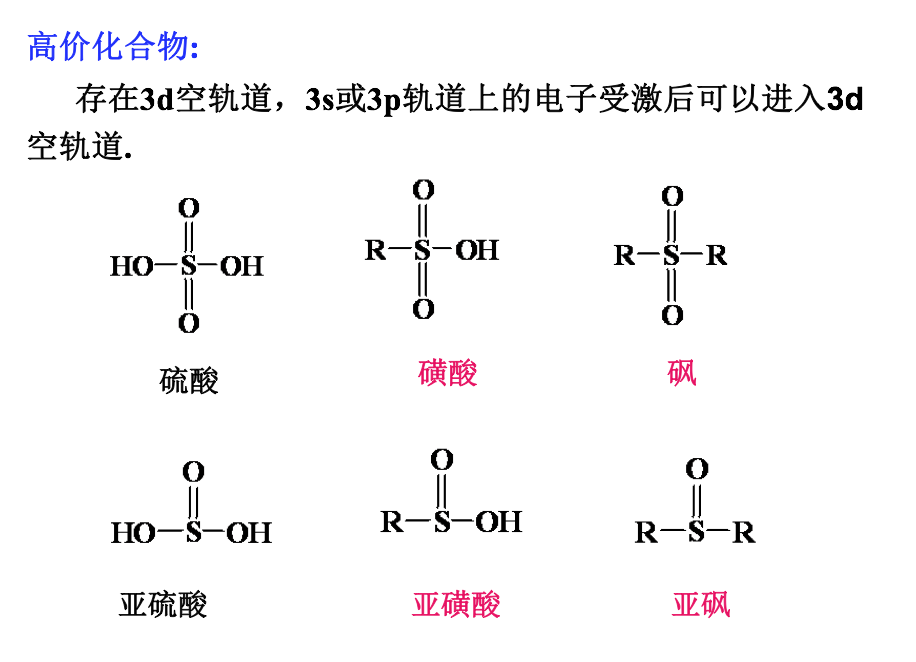 高价化合物:
存在3d空轨道，3s或3p轨道上的电子受激后可以进入3d
空轨道.
O O O
HO—S—OH R—S—OH R—S—R
O O O
硫酸 磺酸 砜
O O O
HO—S—OH R—S—OH R—S—R
亚硫酸 亚磺酸 亚砜